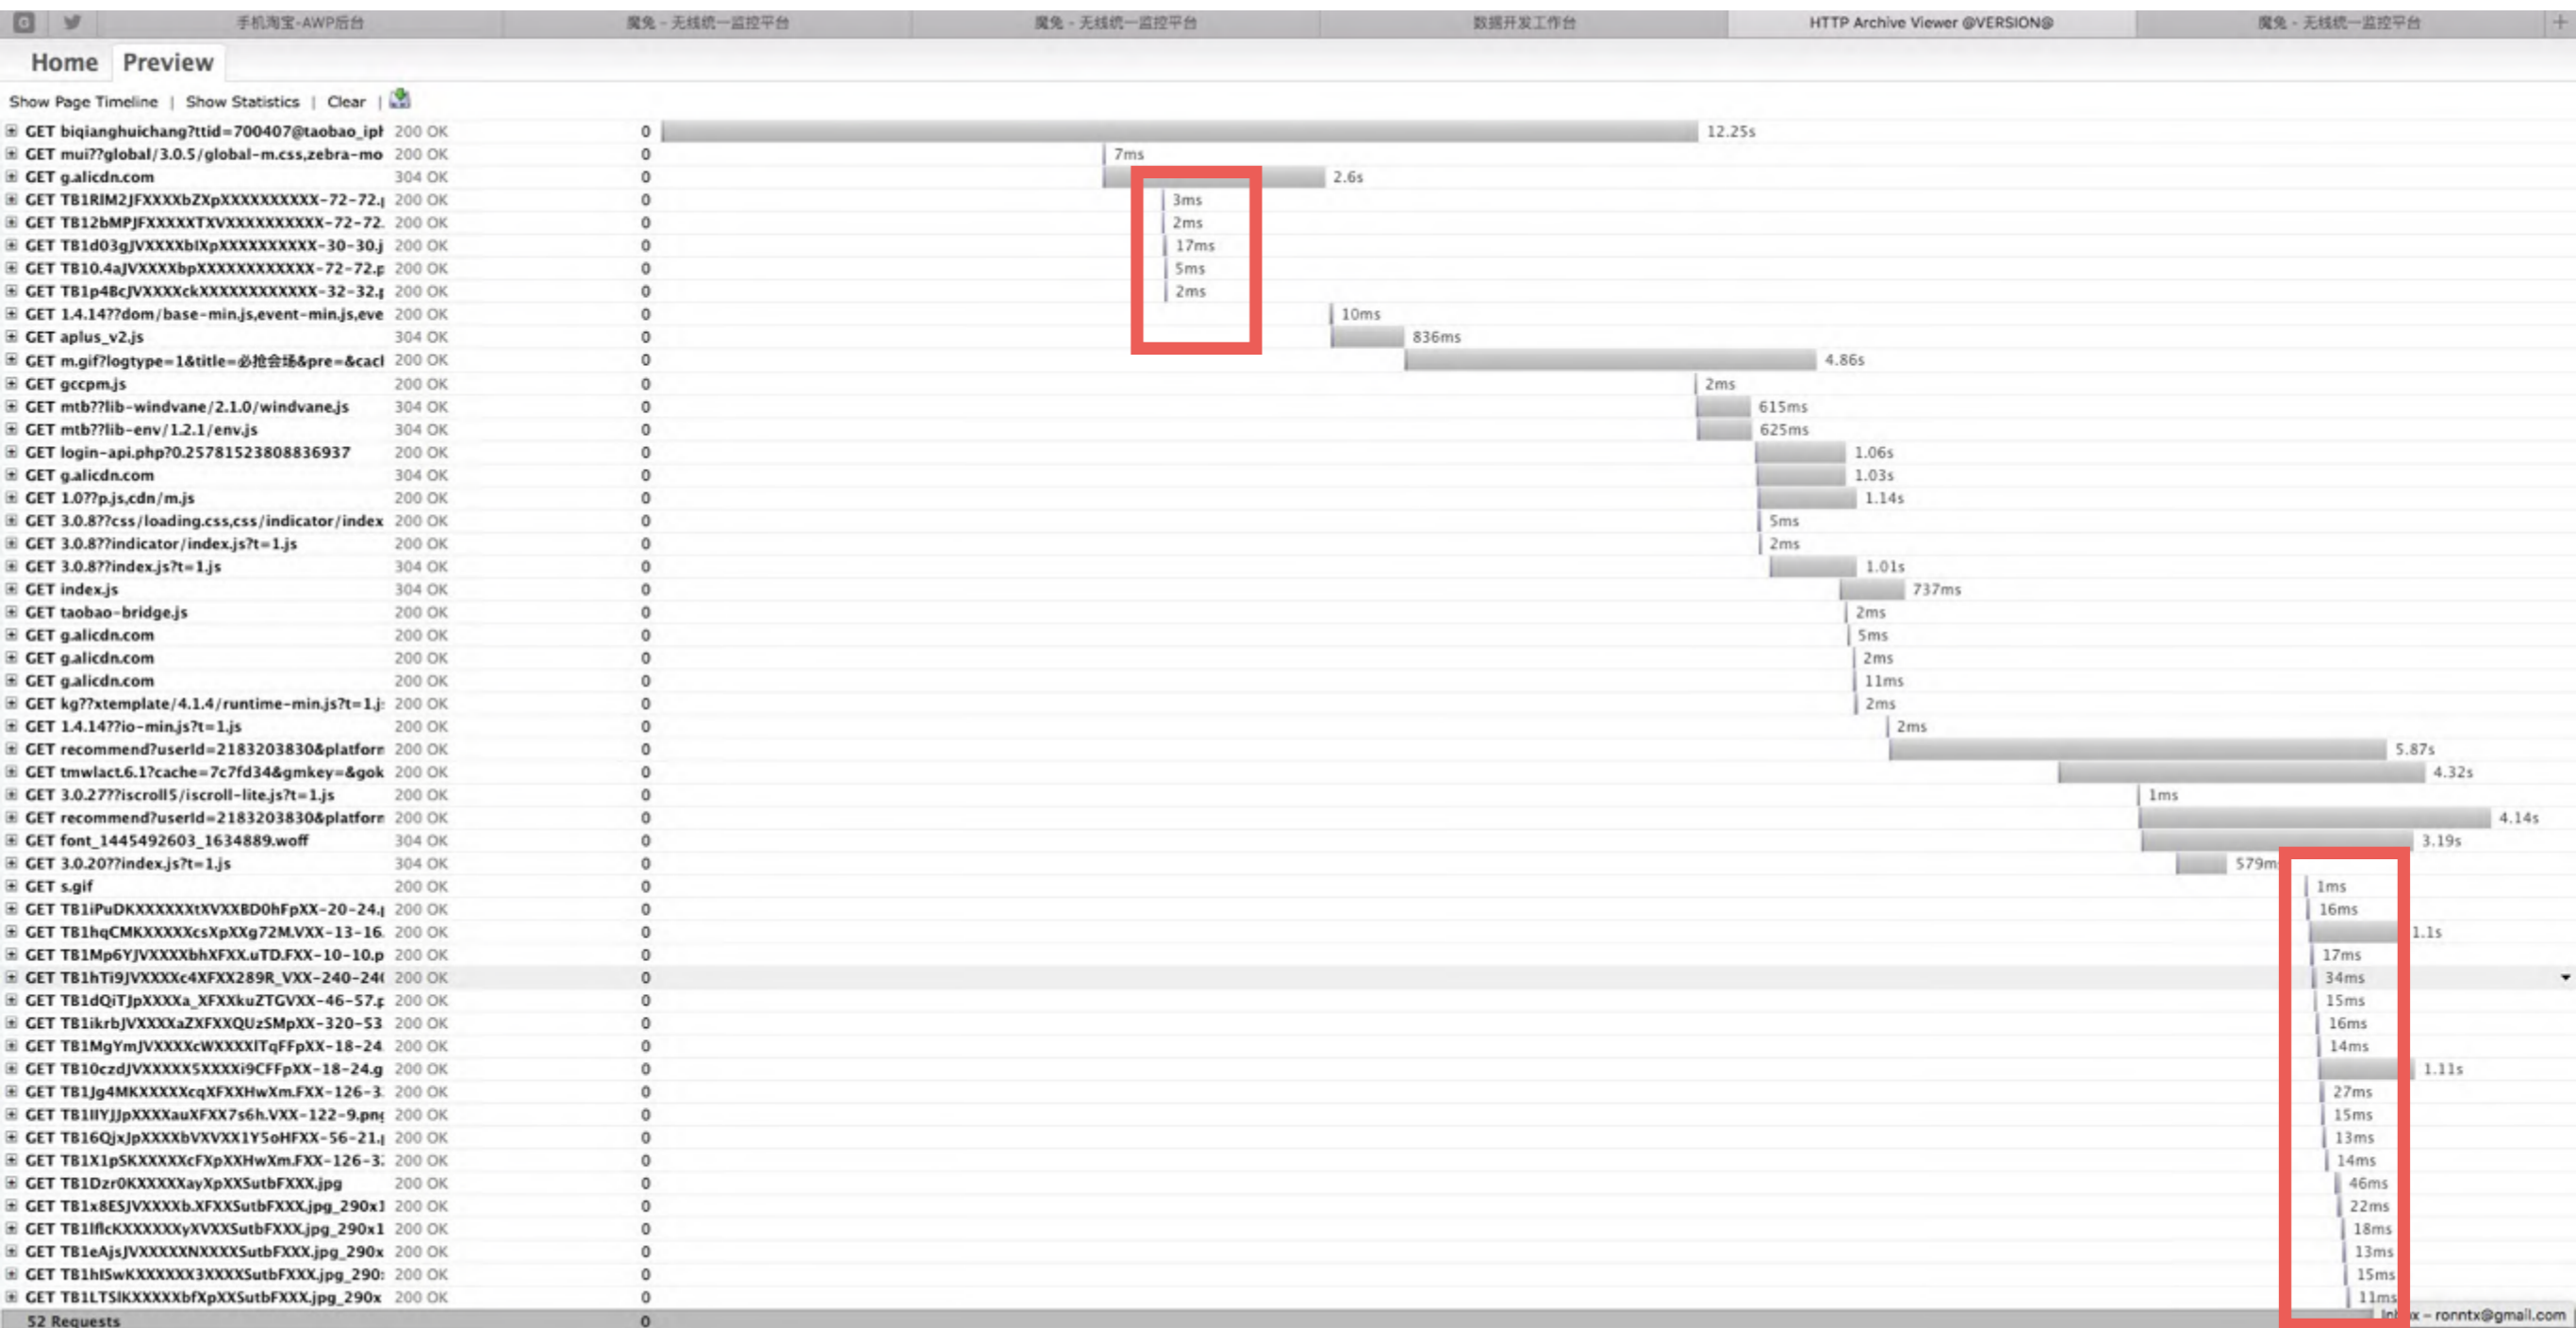 手机淘宝-AWP后台 魔兔 - 无线统一监控平台 魔兔 - 无线统一监控平台 数据开发工作台 HTTP Archive Viewer @VERSION@ 魔兔 - 无线统一监控平台 +
Home Preview
Show Page Timeline | Show Statistics | Clear |
GET biqianghuichang?ttid=700407@taobao_iph 200 OK 0 12.25s
GET mui??global/3.0.5/global-m.css,zebra-mo 200 OK 0 7ms
GET g.alicdn.com 304 OK 0 2.6s
GET TB1RlM2JFXXXXbZXpXXXXXXXXXX-72-72.p 200 OK 0 3ms
GET TB12bMPJFXXXXXTXVXXXXXXXXXX-72-72. 200 OK 0 2ms
GET TB1d03gJVXXXXbIXpXXXXXXXXXX-30-30.j 200 OK 0 17ms
GET TB10.4aJVXXXXbpXXXXXXXXXXXX-72-72.p 200 OK 0 5ms
GET TB1p4BcJVXXXXckXXXXXXXXXXXX-32-32.p 200 OK 0 2ms
GET 1.4.14??dom/base-min.js,event-min.js,eve 200 OK 0 10ms
GET aplus_v2.js 304 OK 0 836ms
GET m.gif?logtype=1&title=必抢会场&pre=&cacl 200 OK 0 4.86s
GET gccpm.js 200 OK 0 2ms
GET mtb??lib-windvane/2.1.0/windvane.js 304 OK 0 615ms
GET mtb??lib-env/1.2.1/env.js 304 OK 0 625ms
GET login-api.php?0.25781523808836937 200 OK 0 1.06s
GET g.alicdn.com 304 OK 0 1.03s
GET 1.0??p.js,cdn/m.js 200 OK 0 1.14s
GET 3.0.8??css/loading.css,css/indicator/index 200 OK 0 5ms
GET 3.0.8??indicator/index.js?t=1.js 200 OK 0 2ms
GET 3.0.8??index.js?t=1.js 304 OK 0 1.01s
GET index.js 304 OK 0 737ms
GET taobao-bridge.js 200 OK 0 2ms
GET g.alicdn.com 200 OK 0 5ms
GET g.alicdn.com 200 OK 0 2ms
GET g.alicdn.com 200 OK 0 11ms
GET kg??xtemplate/4.1.4/runtime-min.js?t=1.j 200 OK 0 2ms
GET 1.4.14??io-min.js?t=1.js 200 OK 0 2ms
GET recommend?userId=2183203830&platforn 200 OK 0 5.87s
GET tmwlact.6.1?cache=7c7fd34&gmkey=&gok 200 OK 0 4.32s
GET 3.0.27??iscroll5/iscroll-lite.js?t=1.js 200 OK 0 1ms
GET recommend?userId=2183203830&platforn 200 OK 0 4.14s
GET font_1445492603_1634889.woff 304 OK 0 3.19s
GET 3.0.20??index.js?t=1.js 304 OK 0 579m
GET s.gif 200 OK 0 1ms
GET TB1iPuDKXXXXXXtXVXXBD0hFpXX-20-24.p 200 OK 0 16ms
GET TB1hqCMKXXXXXcsXpXXg72M.VXX-13-16. 200 OK 0 1.1s
GET TB1Mp6YJVXXXXbhXFXX.uTD.FXX-10-10.p 200 OK 0 17ms
GET TB1hTi9JVXXXXc4XFXX289R_VXX-240-24( 200 OK 0 34ms
GET TB1dQiTJpXXXXa_XFXXkuZTGVXX-46-57.p 200 OK 0 15ms
GET TB1ikrbJVXXXXaZXFXXQUzSMpXX-320-53 200 OK 0 16ms
GET TB1MgYmJVXXXXcWXXXXITqFFpXX-18-24 200 OK 0 14ms
GET TB10czdJVXXXXX5XXXXi9CFFpXX-18-24.g 200 OK 0 1.11s
GET TB1Jg4MKXXXXXcqXFXXHwXm.FXX-126-3 200 OK 0 27ms
GET TB1IIYJJpXXXXauXFXX7s6h.VXX-122-9.png 200 OK 0 15ms
GET TB16QjxJpXXXXbVXVXX1Y5oHFXX-56-21.p 200 OK 0 13ms
GET TB1X1pSKXXXXXcFXpXXHwXm.FXX-126-3: 200 OK 0 14ms
GET TB1Dzr0KXXXXXayXpXXSutbFXXX.jpg 200 OK 0 46ms
GET TB1x8ESJVXXXXb.XFXXSutbFXXX.jpg_290x1 200 OK 0 22ms
GET TB1lflcKXXXXXXyXVXXSutbFXXX.jpg_290x1 200 OK 0 18ms
GET TB1eAjsJVXXXXXNXXXXSutbFXXX.jpg_290x 200 OK 0 13ms
GET TB1hlSwKXXXXXX3XXXXSutbFXXX.jpg_290: 200 OK 0 15ms
GET TB1LTSIKXXXXXbfXpXXSutbFXXX.jpg_290x 200 OK 0 11ms
52 Requests 0 x – ronntx@gmail.com